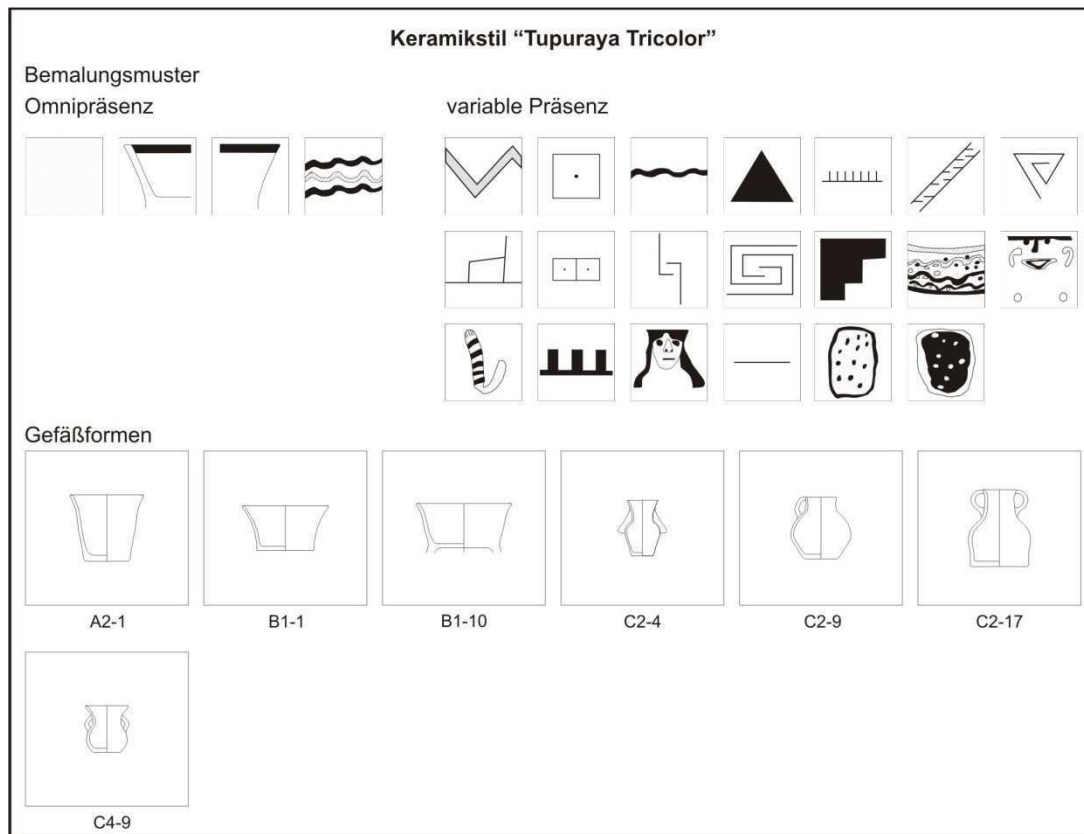 Keramikstil “Tupuraya Tricolor”
Bemalungsmuster
Omnipräsenz variable Präsenz
Gefäßformen
A2-1 B1-1 B1-10 C2-4 C2-9 C2-17
C4-9